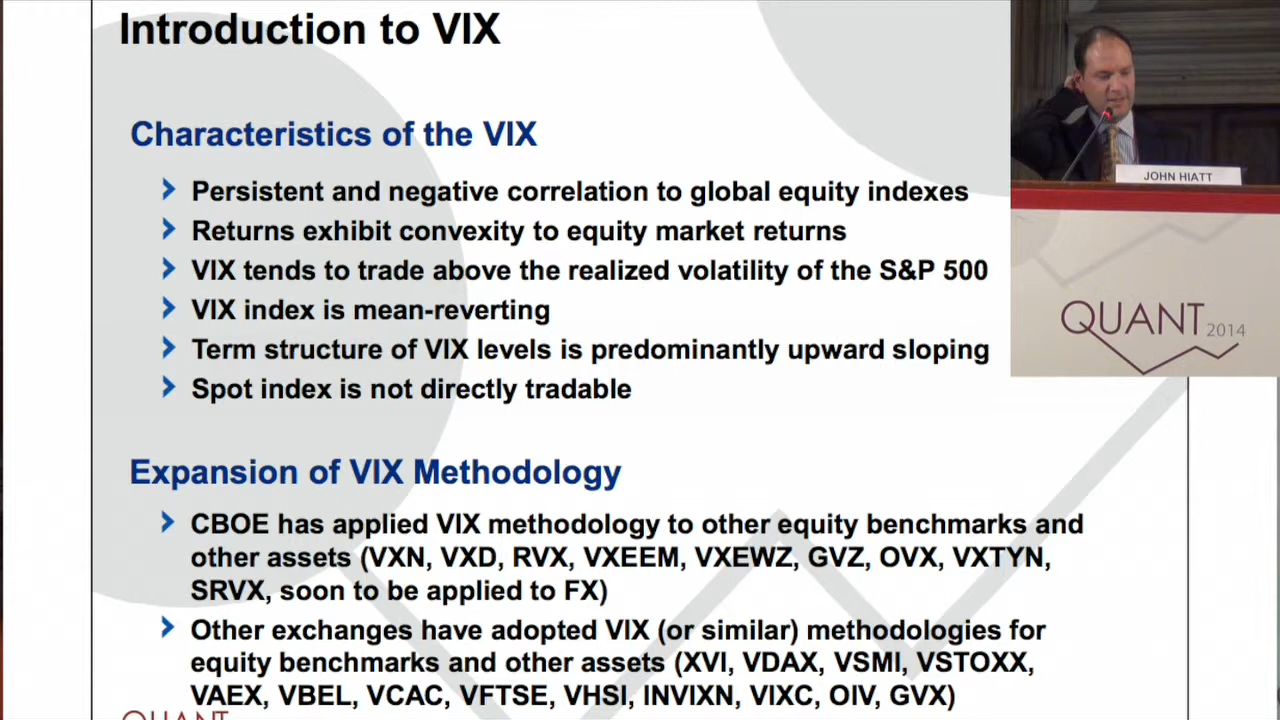 Introduction to VIX
Characteristics of the VIX
Persistent and negative correlation to global equity indexes
Returns exhibit convexity to equity market returns
VIX tends to trade above the realized volatility of the S&P 500
VIX index is mean-reverting
Term structure of VIX levels is predominantly upward sloping
Spot index is not directly tradable
Expansion of VIX Methodology
CBOE has applied VIX methodology to other equity benchmarks and
other assets (VXN, VXD, RVX, VXEEM, VXEWZ, GVZ, OVX, VXTYN,
SRVX, soon to be applied to FX)
Other exchanges have adopted VIX (or similar) methodologies for
equity benchmarks and other assets (XVI, VDAX, VSMI, VSTOXX,
VAEX, VBEL, VCAC, VFTSE, VHSI, INVIXN, VIXC, OIV, GVX)
QUANT
JOHN HIATT
QUANT 2014